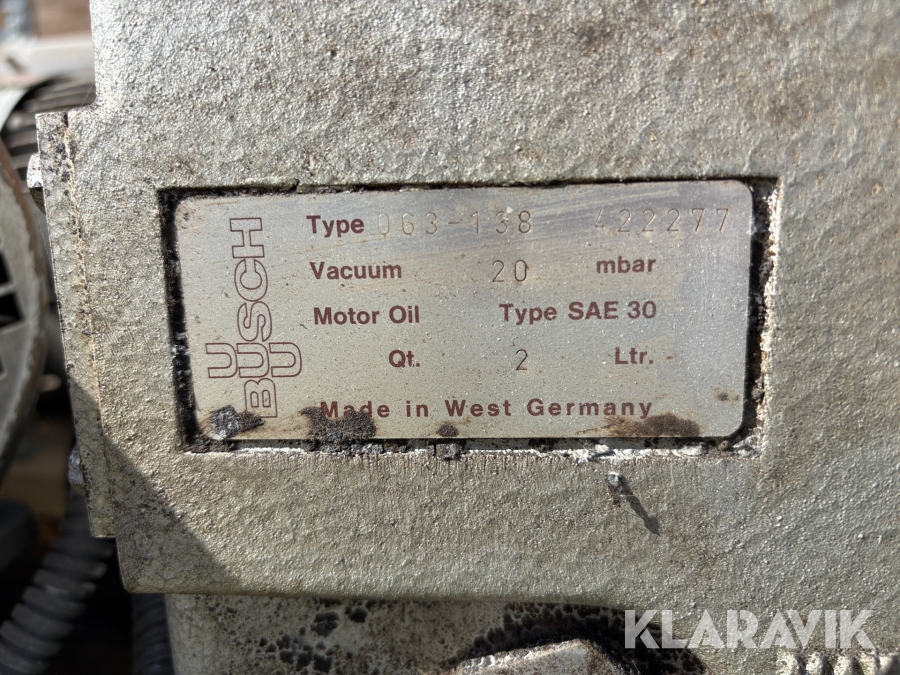 BUSCH
Type 063-138 422277
Vacuum 20 mbar
Motor Oil Type SAE 30
Qt. 2 Ltr.
Made in West Germany
KLARAVIK